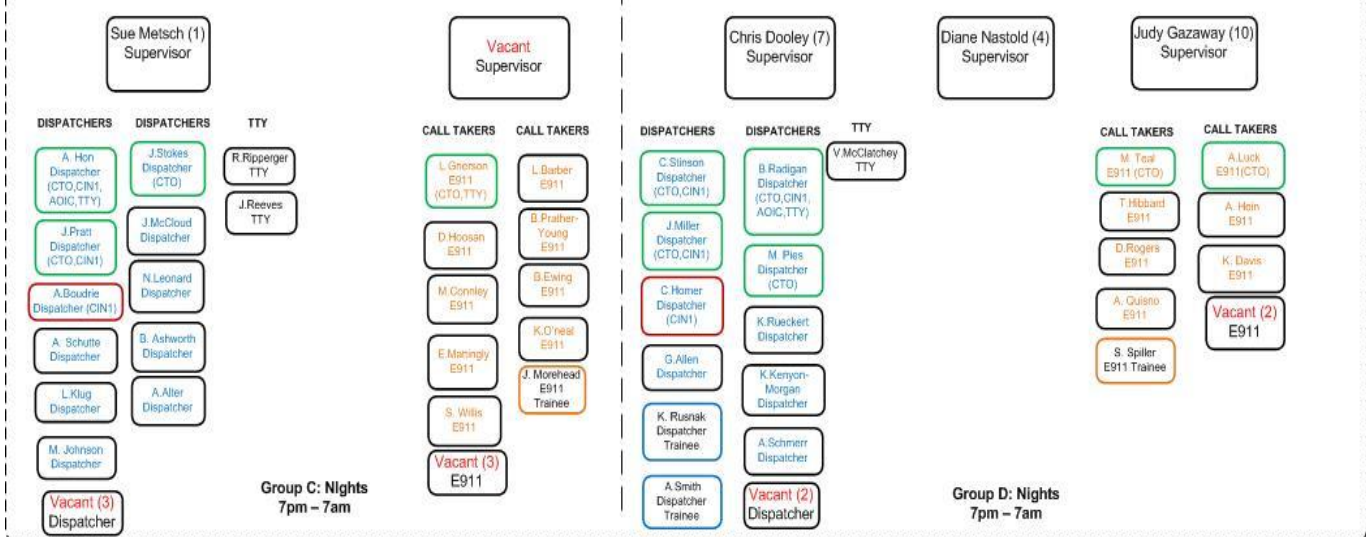 Sue Metsch (1)
Supervisor
Vacant
Supervisor
DISPATCHERS
A. Hon
Dispatcher
(CTO,CIN1,
AOIC,TTY)
J.Pratt
Dispatcher
(CTO,CIN1)
A.Boudrie
Dispatcher (CIN1)
A. Schutte
Dispatcher
L.Klug
Dispatcher
M. Johnson
Dispatcher
Vacant (3)
Dispatcher
DISPATCHERS
J.Stokes
Dispatcher
(CTO)
J.McCloud
Dispatcher
N.Leonard
Dispatcher
B. Ashworth
Dispatcher
A.Alter
Dispatcher
TTY
R.Ripperger
TTY
J.Reeves
TTY
CALL TAKERS
L.
E911
(CTO,TTY)
D.Hoosan
E911
M.Connley
E911
E.Mattingly
E911
S. Willis
E911
Vacant (3)
E911
CALL TAKERS
L.Barber
E911
B.Prather-
Young
E911
B.Ewing
E911
K.O'neal
E911
J. Morehead
E911
Trainee
Group C: Nights
7pm – 7am
Chris Dooley (7)
Supervisor
Diane Nastold (4)
Supervisor
Judy Gazaway (10)
Supervisor
DISPATCHERS
C.Stinson
Dispatcher
(CTO,CIN1)
J.Miller
Dispatcher
(CTO,CIN1)
C.Homer
Dispatcher
(CIN1)
G.Allen
Dispatcher
K. Rusnak
Dispatcher
Trainee
A.Smith
Dispatcher
Trainee
DISPATCHERS
B.Radigan
Dispatcher
(CTO,CIN1,
AOIC,TTY)
M. Pies
Dispatcher
(CTO)
K.Rueckert
Dispatcher
K.Kenyon-
Morgan
Dispatcher
A.Schmerr
Dispatcher
Vacant (2)
Dispatcher
TTY
V.McClatchey
TTY
CALL TAKERS
M. Teal
E911 (CTO)
T.Hibbard
E911
D.Rogers
E911
A. Quisno
E911
S. Spiller
E911 Trainee
CALL TAKERS
A.Luck
E911(CTO)
A. Hein
E911
K. Davis
E911
Vacant (2)
E911
Group D: Nights
7pm – 7am